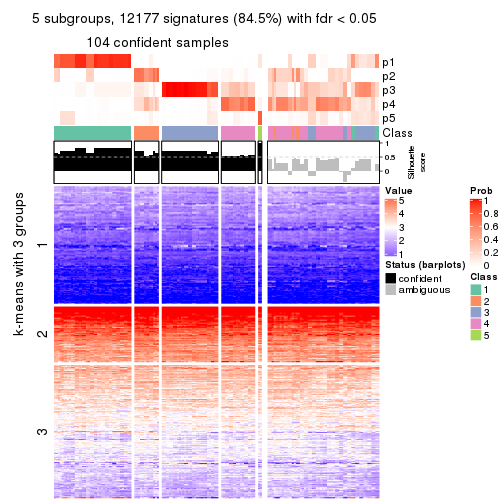 5 subgroups, 12177 signatures (84.5%) with fdr < 0.05
104 confident samples
p1
p2
p3
p4
p5
Class
1
0.5
0
Silhouette
score
k-means with 3 groups
1
2
3
Value
5
4
3
2
1
Status (barplots)
confident
ambiguous
Prob
1
0.8
0.6
0.4
0.2
0
Class
1
2
3
4
5